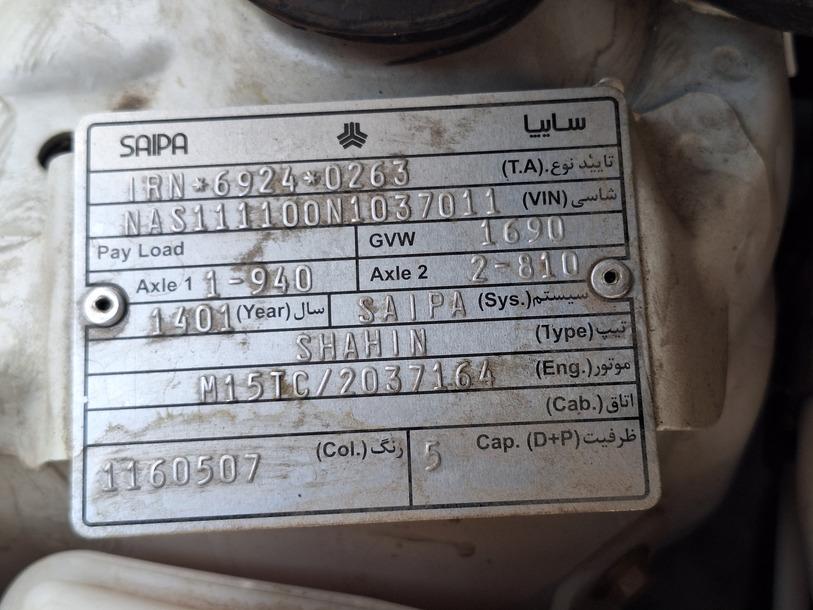 SAIPA سایپا
IRN*6924*0263 تایید نوع.(T.A)
NAS111100N1037011 شاسی (VIN)
Pay Load GVW 1690
Axle 1 1-940 Axle 2 2-810
1401 سال (Year) SAIPA سیستم(.Sys)
SHAHIN تیپ(Type)
M15TC/2037164 موتور(.Eng)
اتاق(.Cab)
1160507 رنگ (.Col) 5 Cap. (D+P) ظرفیت